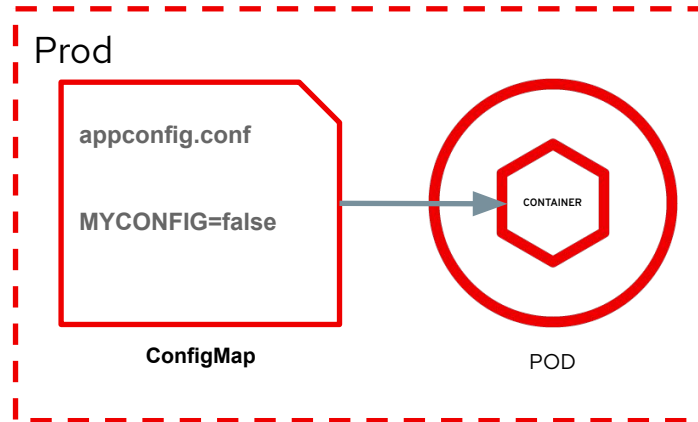 Prod
appconfig.conf
MYCONFIG=false
CONTAINER
ConfigMap
POD